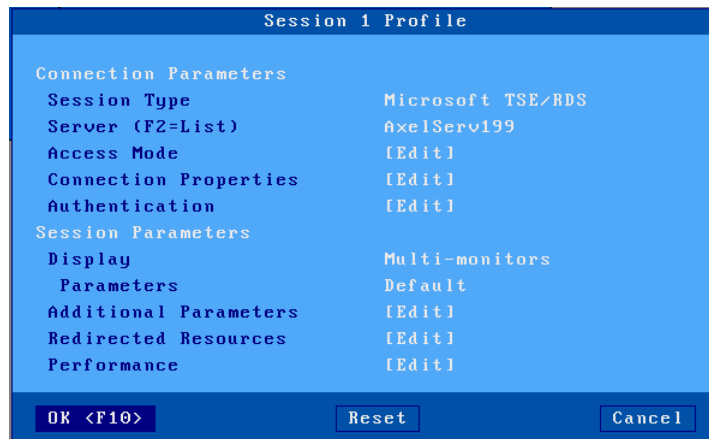 Session 1 Profile
Connection Parameters
Session Type Microsoft TSE/RDS
Server (F2=List) AxelServ199
Access Mode [Edit]
Connection Properties [Edit]
Authentication [Edit]
Session Parameters
Display Multi-monitors
Parameters Default
Additional Parameters [Edit]
Redirected Resources [Edit]
Performance [Edit]
OK <F10> Reset Cancel